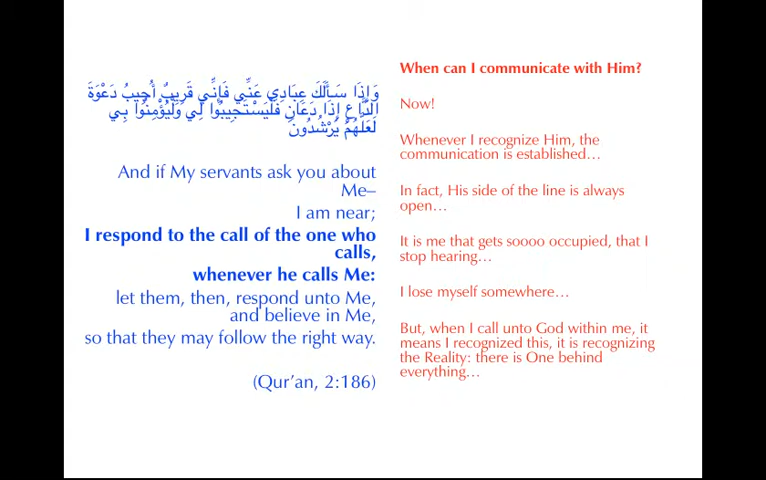 وَإِذَا سَأَلَكَ عِبَادِي عَنِّي فَإِنِّي قَرِيبٌ أُجِيبُ دَعْوَةَ
الدَّاعِ إِذَا دَعَانِ فَلْيَسْتَجِيبُوا لِي وَلْيُؤْمِنُوا بِي
لَعَلَّهُمْ يَرْشُدُونَ
And if My servants ask you about
Me–
I am near;
I respond to the call of the one who
calls,
whenever he calls Me:
let them, then, respond unto Me,
and believe in Me,
so that they may follow the right way.
(Qur’an, 2:186)
When can I communicate with Him?
Now!
Whenever I recognize Him, the
communication is established…
In fact, His side of the line is always
open…
It is me that gets soooo occupied, that I
stop hearing…
I lose myself somewhere…
But, when I call unto God within me, it
means I recognized this, it is recognizing
the Reality: there is One behind
everything…